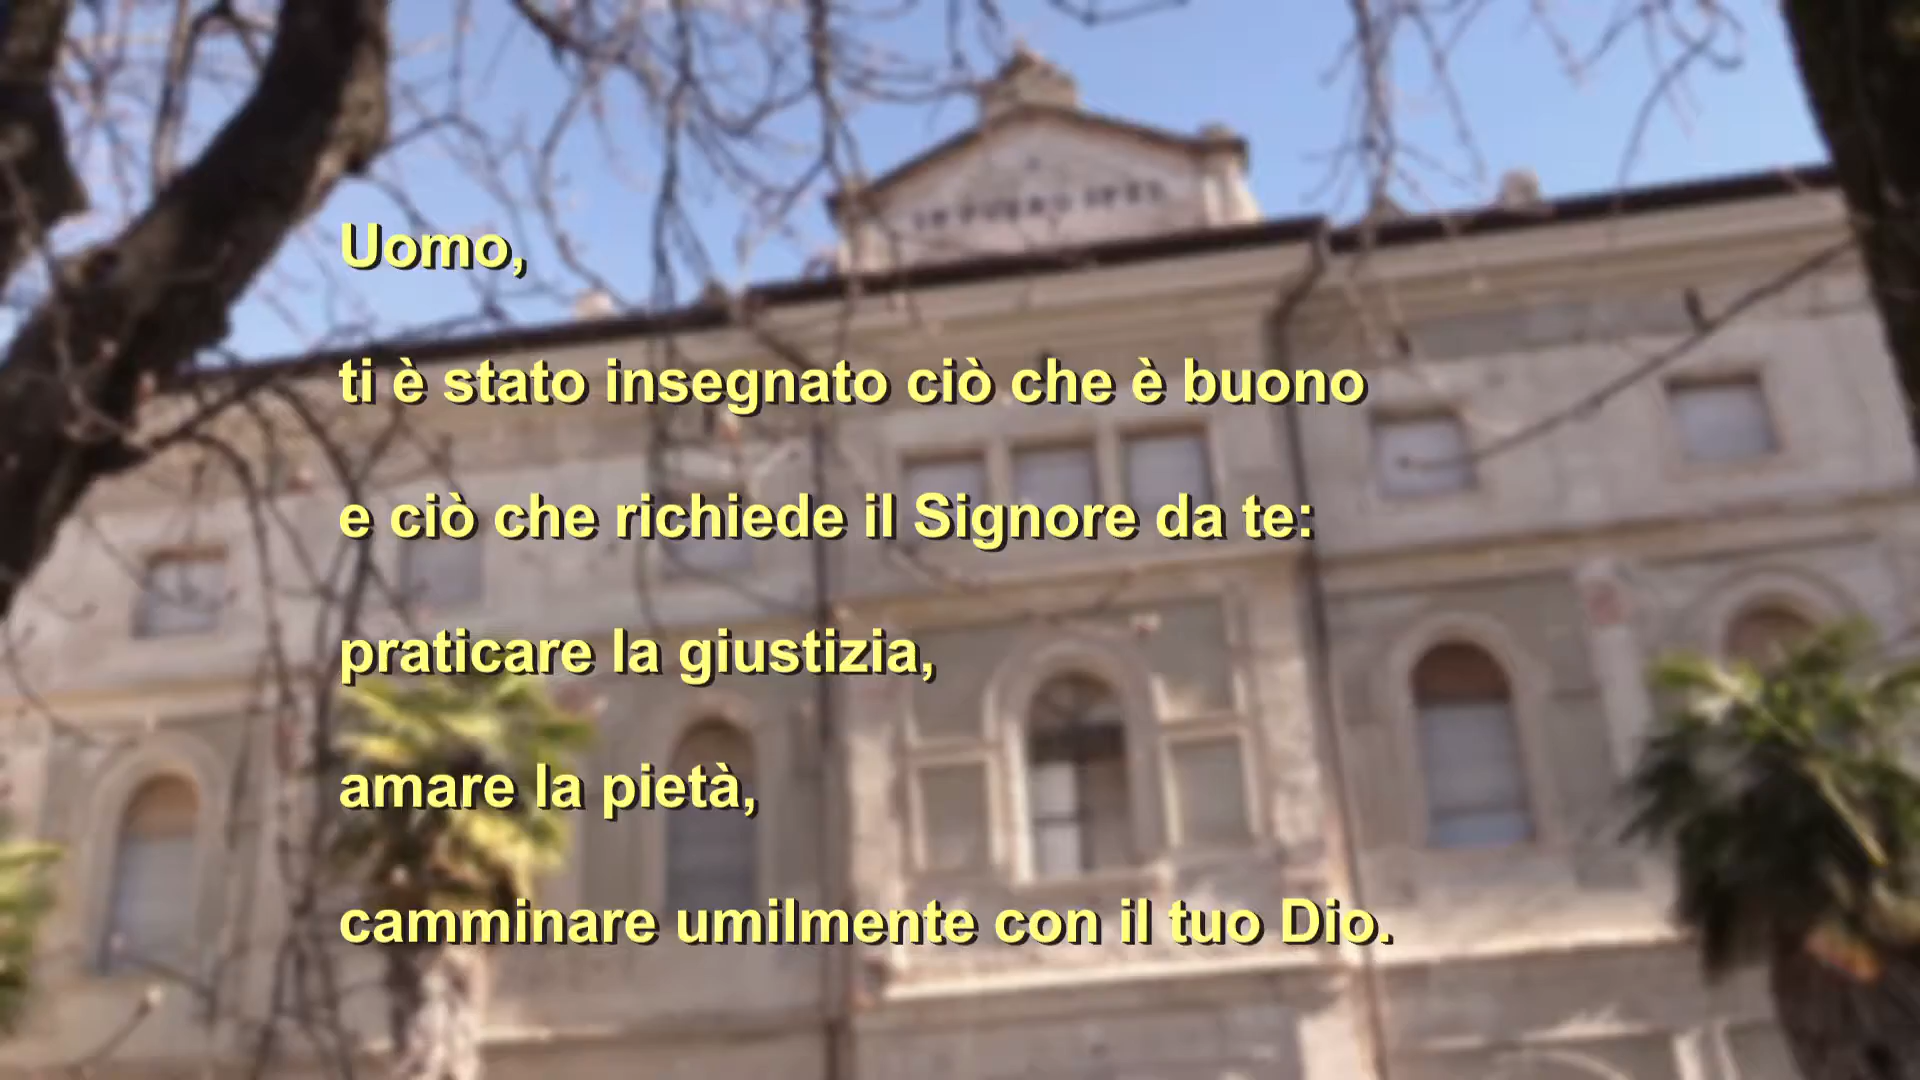 Uomo,
ti è stato insegnato ciò che è buono
e ciò che richiede il Signore da te:
praticare la giustizia,
amare la pietà,
camminare umilmente con il tuo Dio.